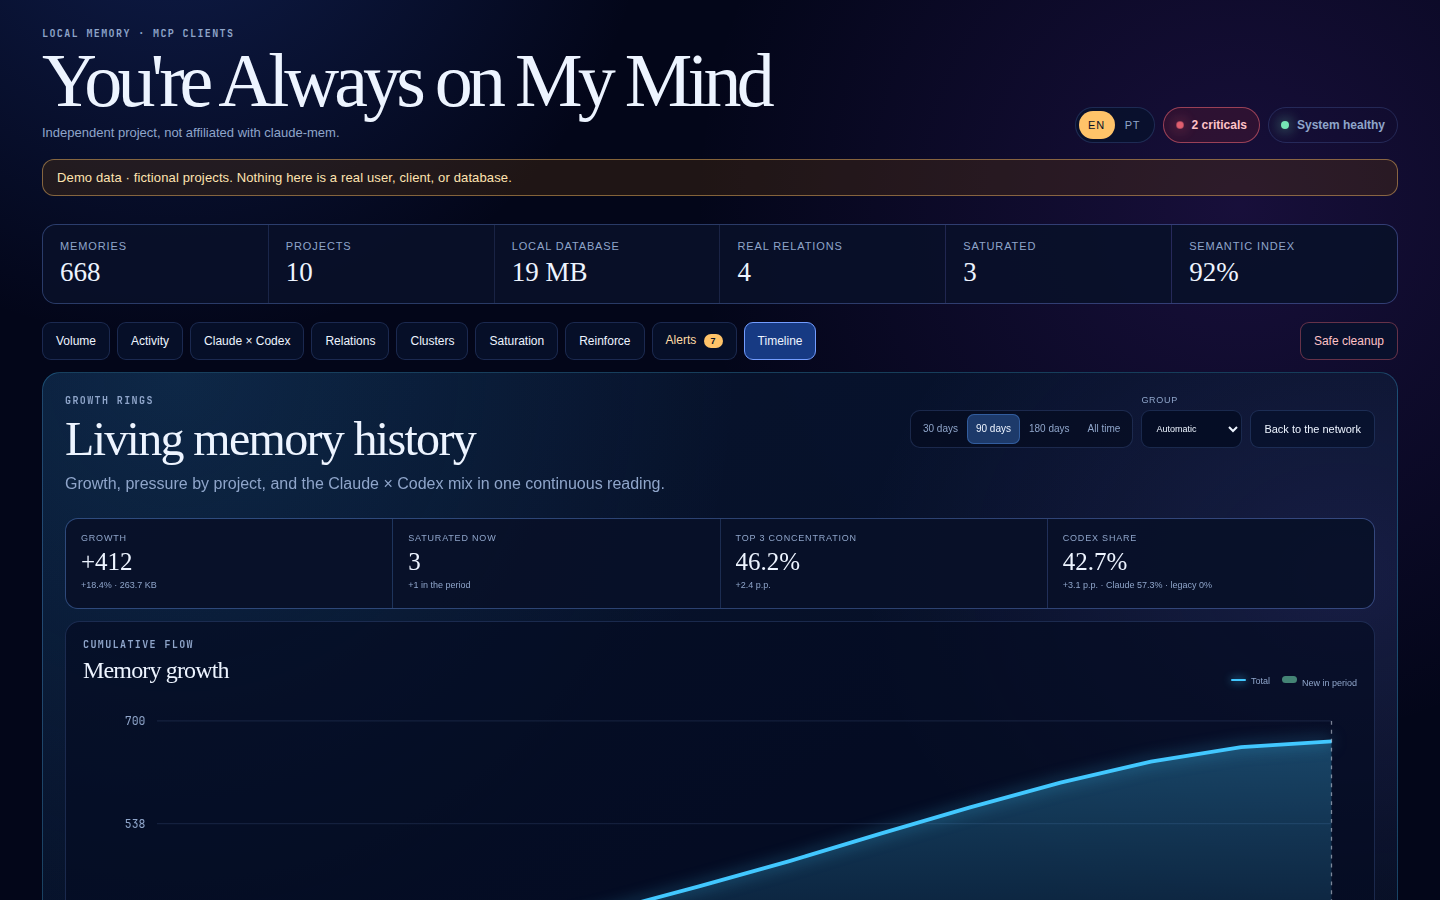 LOCAL MEMORY · MCP CLIENTS
You're Always on My Mind
Independent project, not affiliated with claude-mem.
EN PT
2 criticals
System healthy
Demo data · fictional projects. Nothing here is a real user, client, or database.
MEMORIES
668
PROJECTS
10
LOCAL DATABASE
19 MB
REAL RELATIONS
4
SATURATED
3
SEMANTIC INDEX
92%
Volume
Activity
Claude × Codex
Relations
Clusters
Saturation
Reinforce
Alerts 7
Timeline
Safe cleanup
GROWTH RINGS
Living memory history
Growth, pressure by project, and the Claude × Codex mix in one continuous reading.
30 days
90 days
180 days
All time
GROUP
Automatic
Back to the network
GROWTH
+412
+18.4% · 263.7 KB
SATURATED NOW
3
+1 in the period
TOP 3 CONCENTRATION
46.2%
+2.4 p.p.
CODEX SHARE
42.7%
+3.1 p.p. · Claude 57.3% · legacy 0%
CUMULATIVE FLOW
Memory growth
Total
New in period
700
538